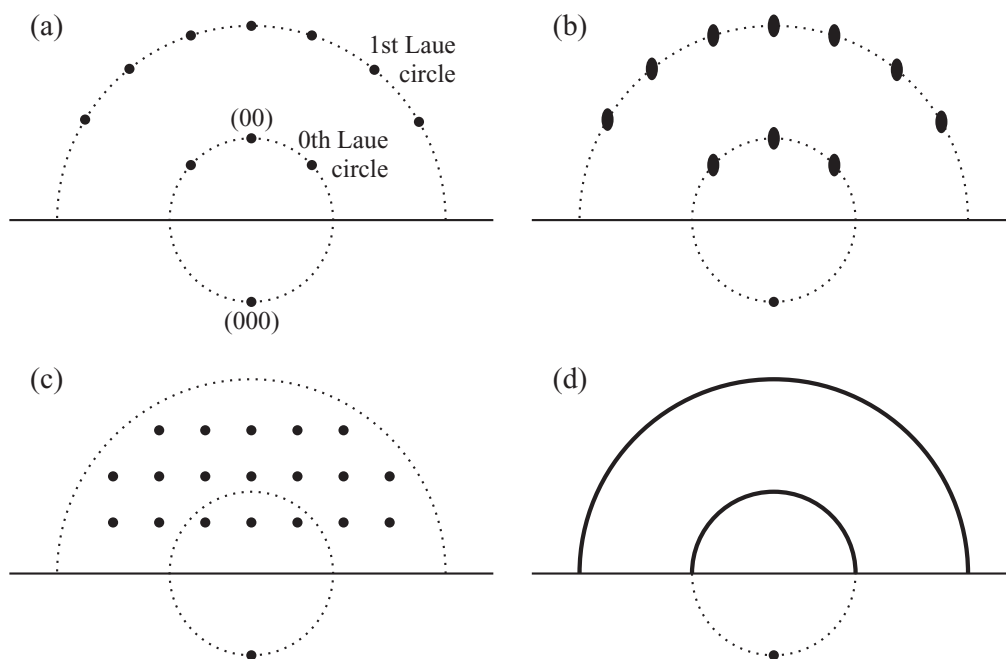 (a)
1st Laue
circle
(00)
0th Laue
circle
(000)
(b)
(c)
(d)